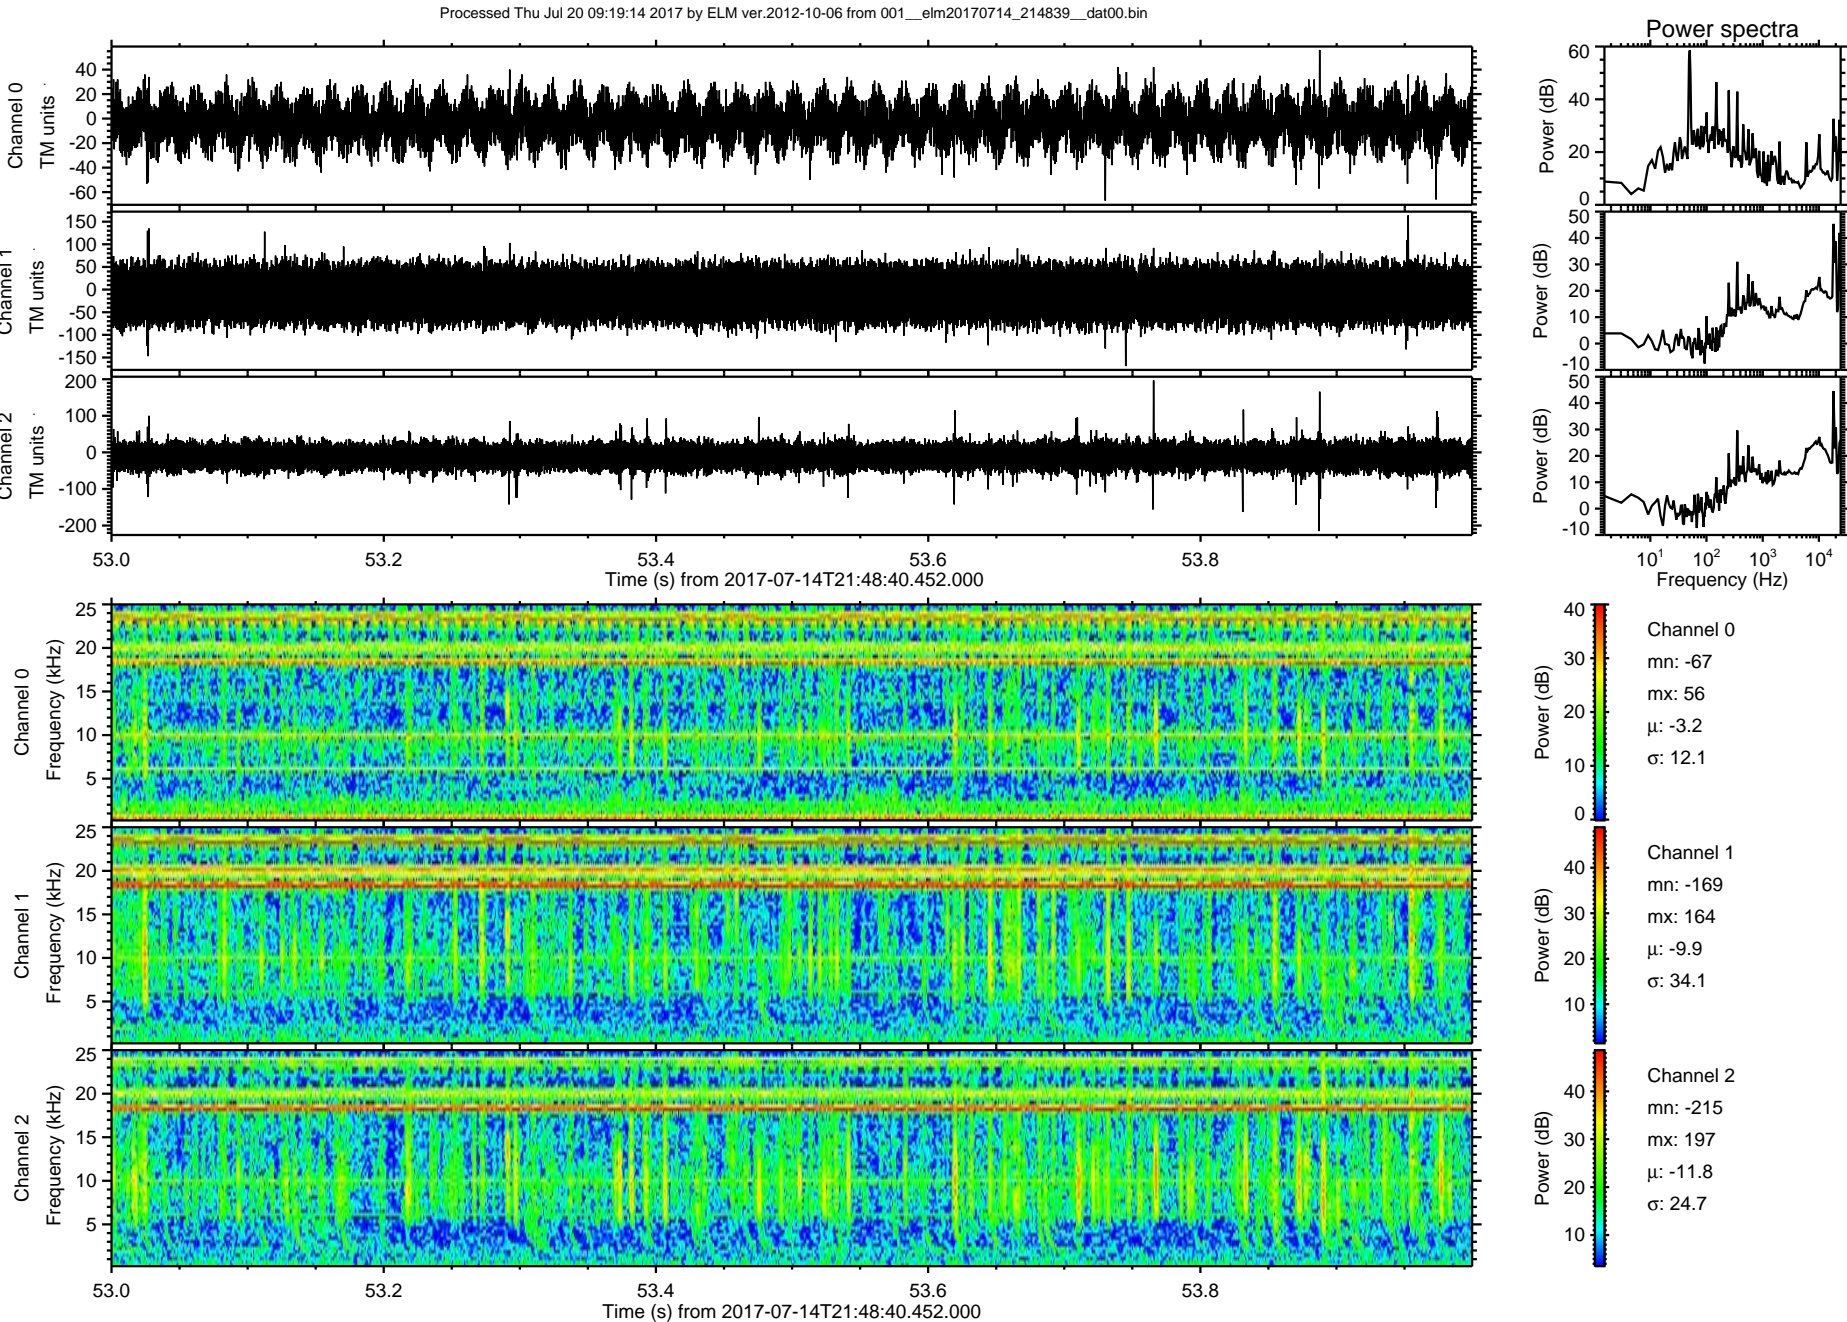 Processed Thu Jul 20 09:19:14 2017 by ELM ver.2012-10-06 from 001__elm20170714_214839__dat00.bin
Power spectra
Channel 0
TM units
40
20
0
-20
-40
-60
Power (dB)
60
40
20
0
Channel 1
TM units
150
100
50
0
-50
-100
-150
Power (dB)
50
40
30
20
10
0
-10
Channel 2
TM units
200
100
0
-100
-200
Power (dB)
50
40
30
20
10
0
-10
53.0 53.2 53.4 53.6 53.8
Time (s) from 2017-07-14T21:48:40.452.000
10¹ 10² 10³ 10⁴
Frequency (Hz)
Channel 0
Frequency (kHz)
25
20
15
10
5
Power (dB)
40
30
20
10
0
Channel 0
mn: -67
mx: 56
μ: -3.2
σ: 12.1
Channel 1
Frequency (kHz)
25
20
15
10
5
Power (dB)
40
30
20
10
Channel 1
mn: -169
mx: 164
μ: -9.9
σ: 34.1
Channel 2
Frequency (kHz)
25
20
15
10
5
Power (dB)
40
30
20
10
Channel 2
mn: -215
mx: 197
μ: -11.8
σ: 24.7
53.0 53.2 53.4 53.6 53.8
Time (s) from 2017-07-14T21:48:40.452.000